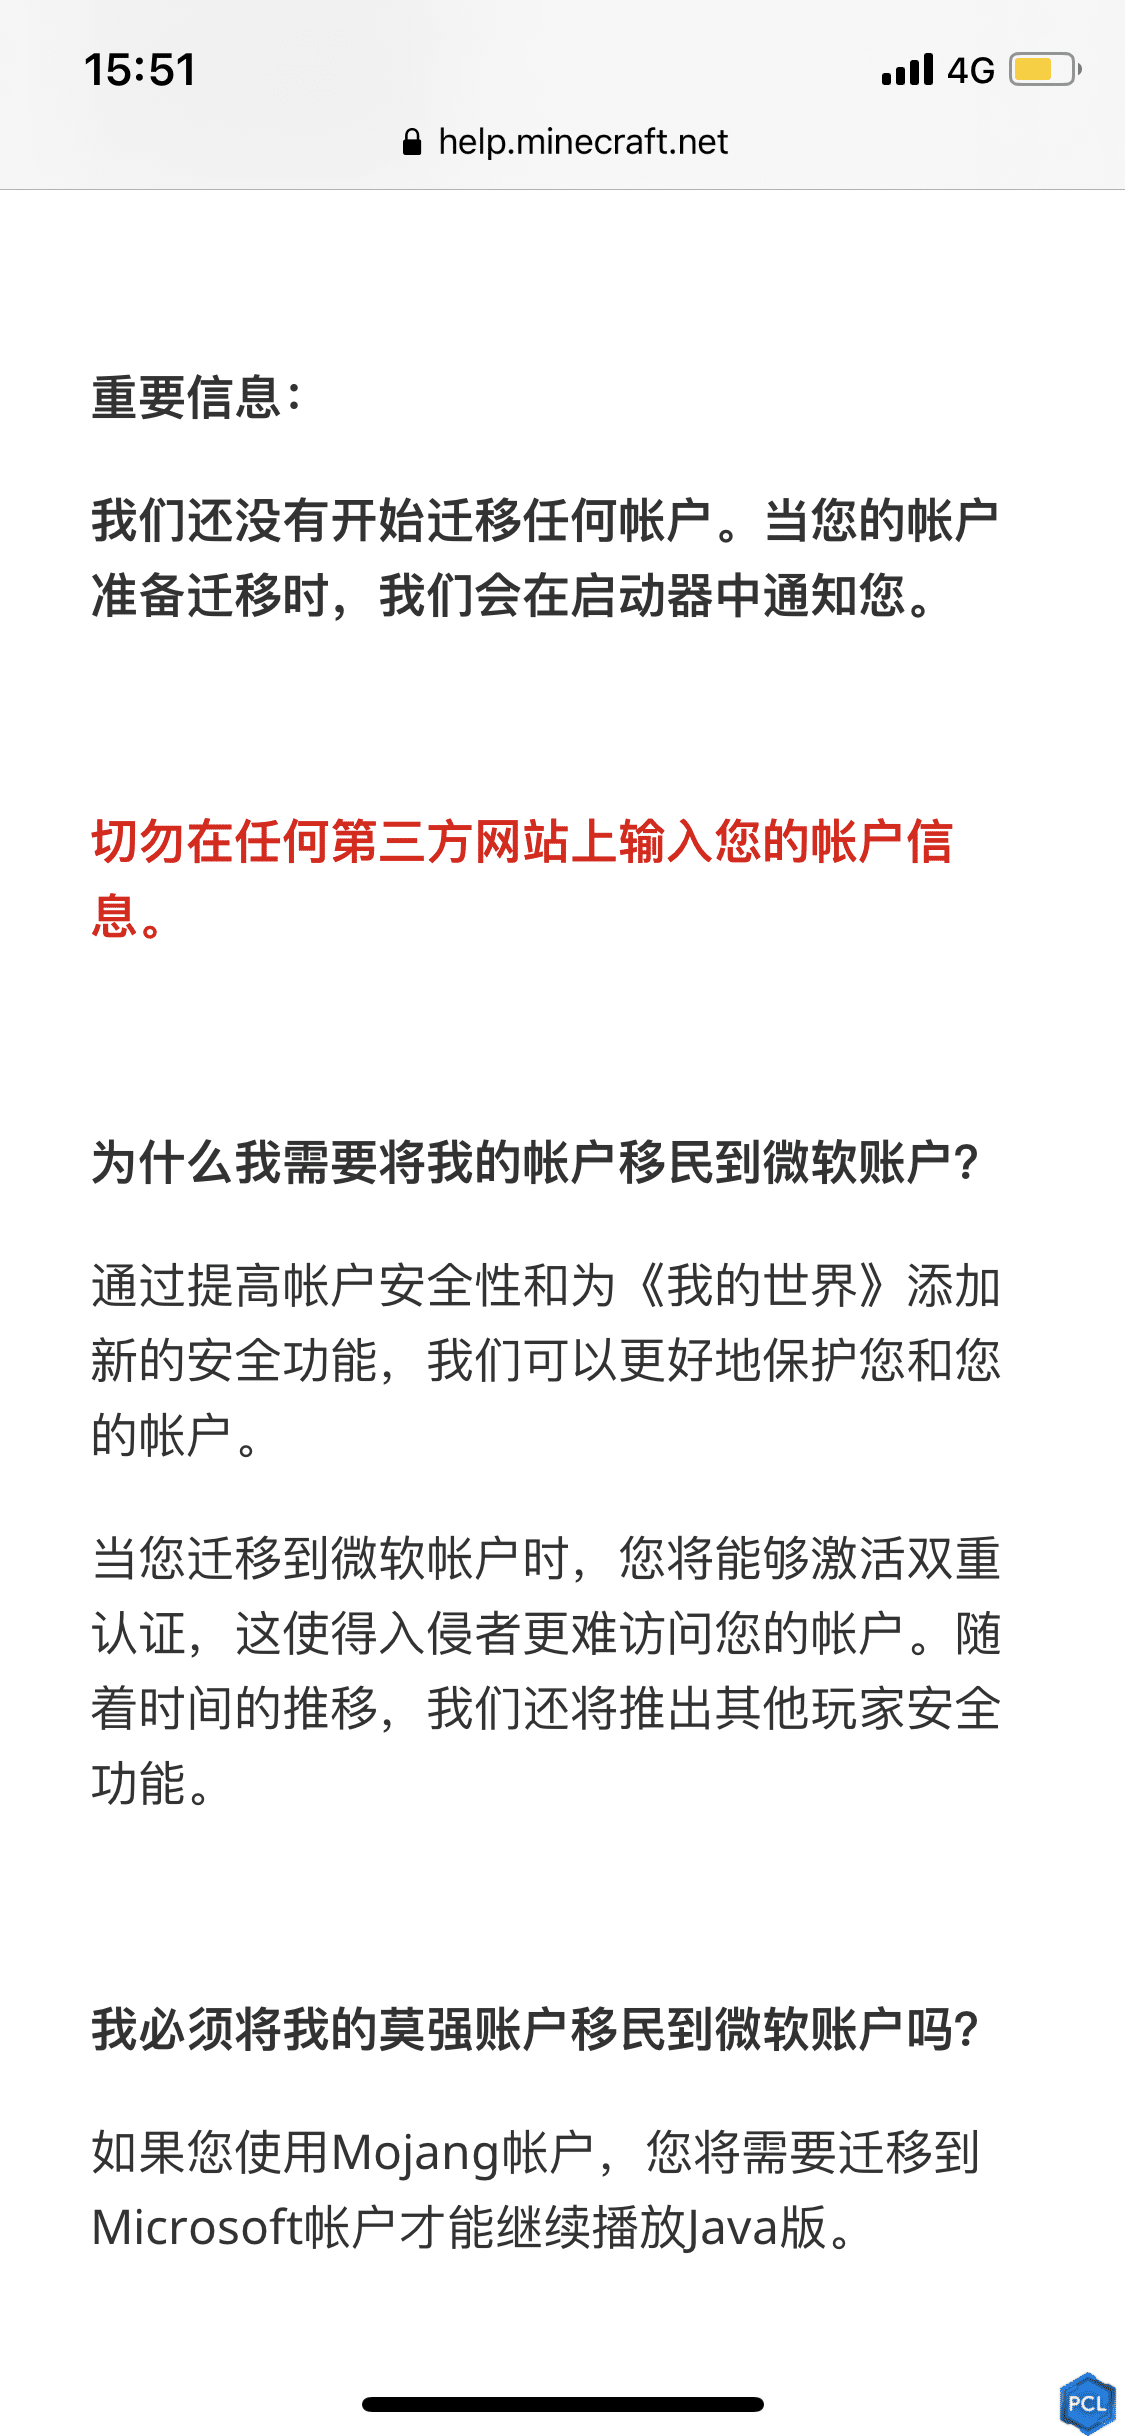 15:51
4G
help.minecraft.net
重要信息：
我们还没有开始迁移任何帐户。当您的帐户
准备迁移时，我们会在启动器中通知您。
切勿在任何第三方网站上输入您的帐户信
息。
为什么我需要将我的帐户移民到微软账户?
通过提高帐户安全性和为《我的世界》添加
新的安全功能，我们可以更好地保护您和您
的帐户。
当您迁移到微软帐户时，您将能够激活双重
认证，这使得入侵者更难访问您的帐户。随
着时间的推移，我们还将推出其他玩家安全
功能。
我必须将我的莫强账户移民到微软账户吗?
如果您使用Mojang帐户，您将需要迁移到
Microsoft帐户才能继续播放Java版。
PCL